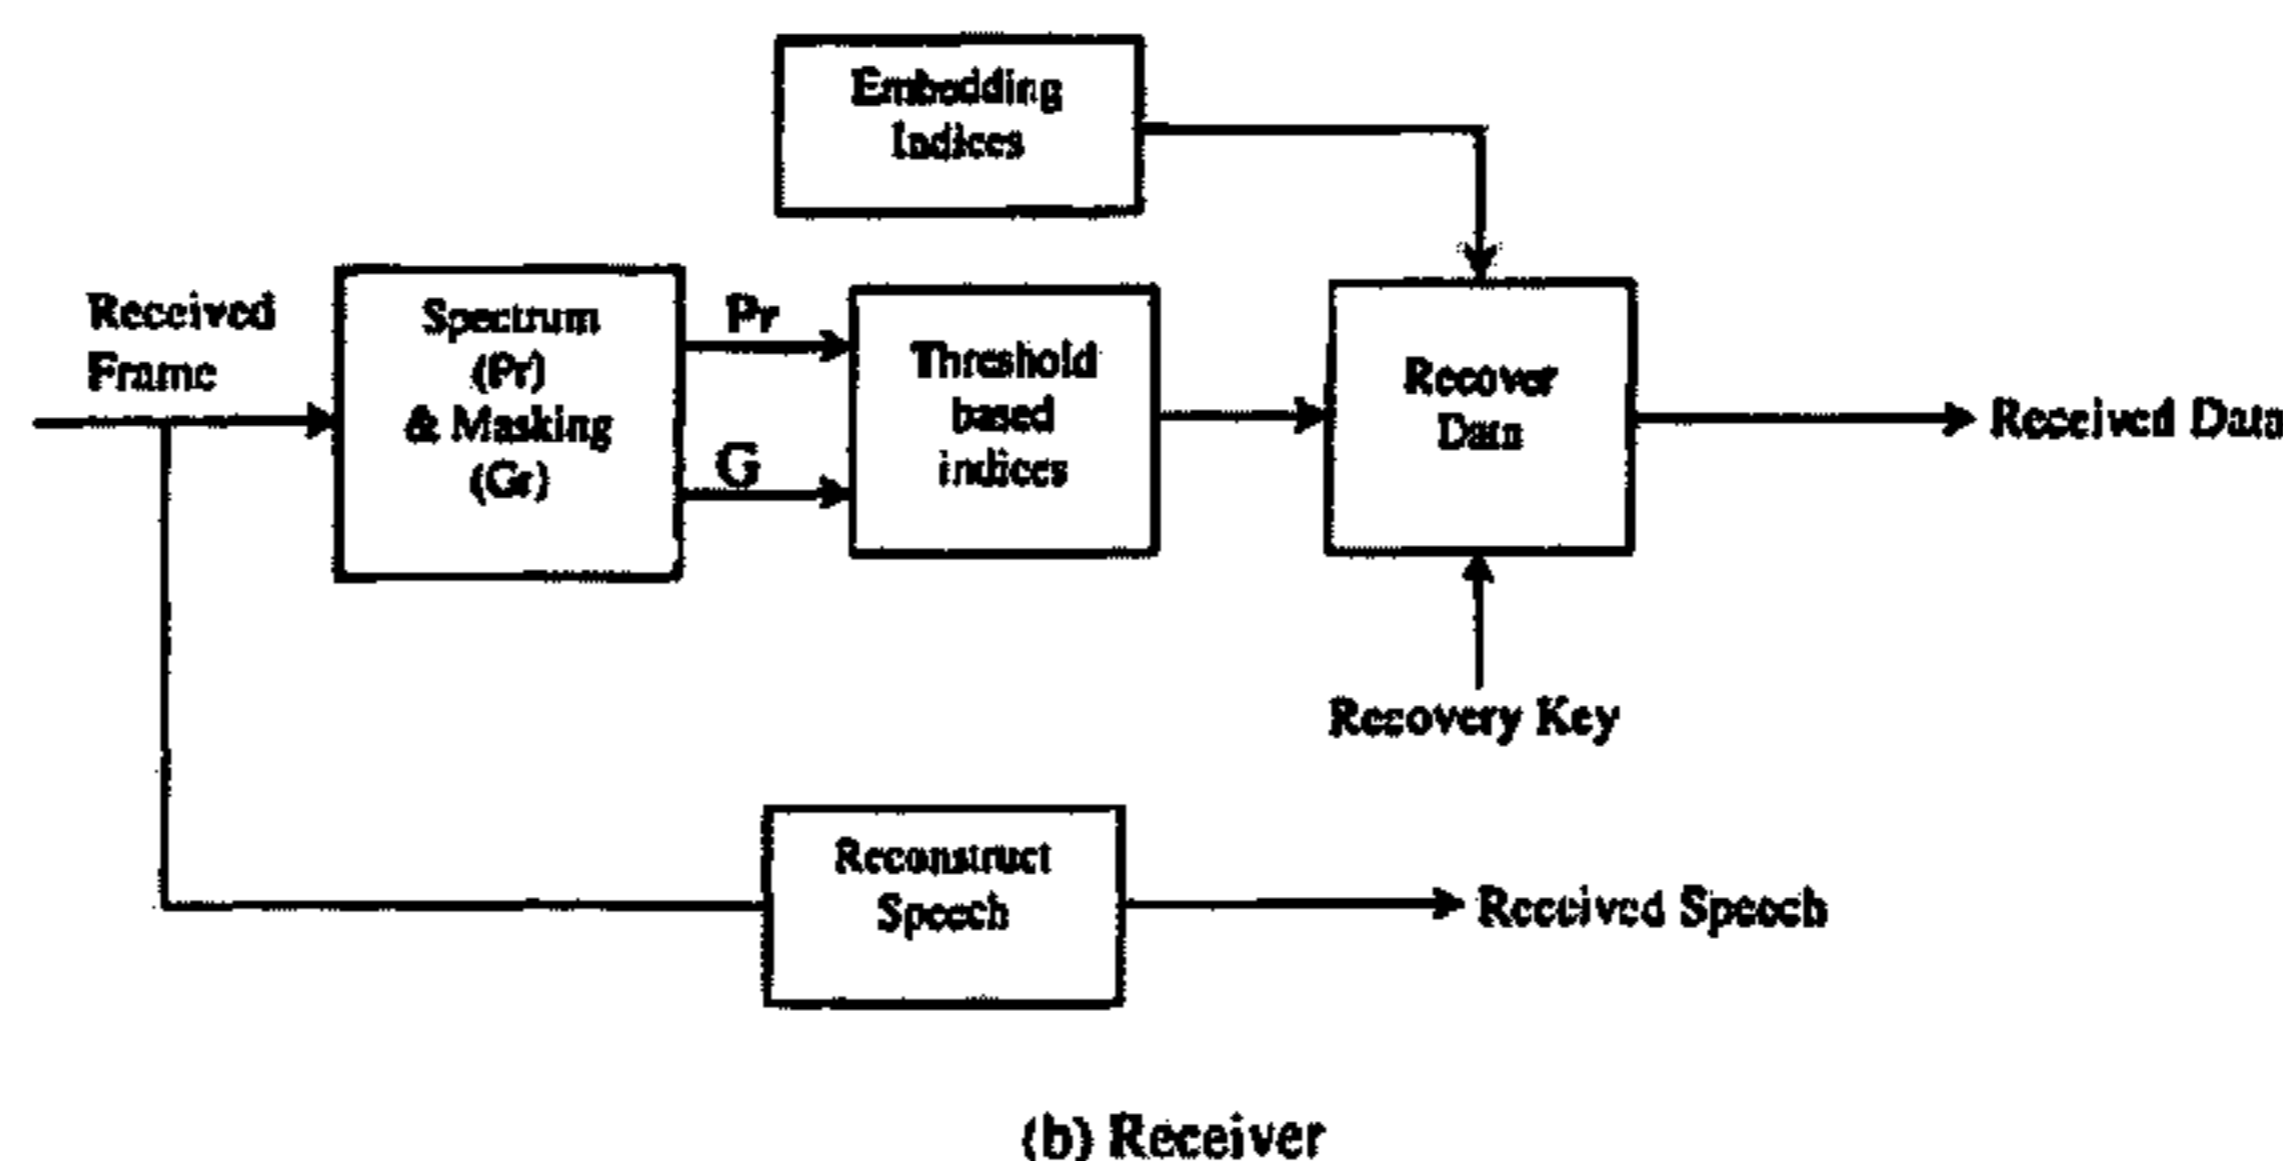 Embedding
Indices
Received
Frame
Spectrum
(Pr)
& Masking
(Gr)
Pr
G
Threshold
based
indices
Recover
Data
Received Data
Recovery Key
Reconstruct
Speech
Received Speech
(b) Receiver